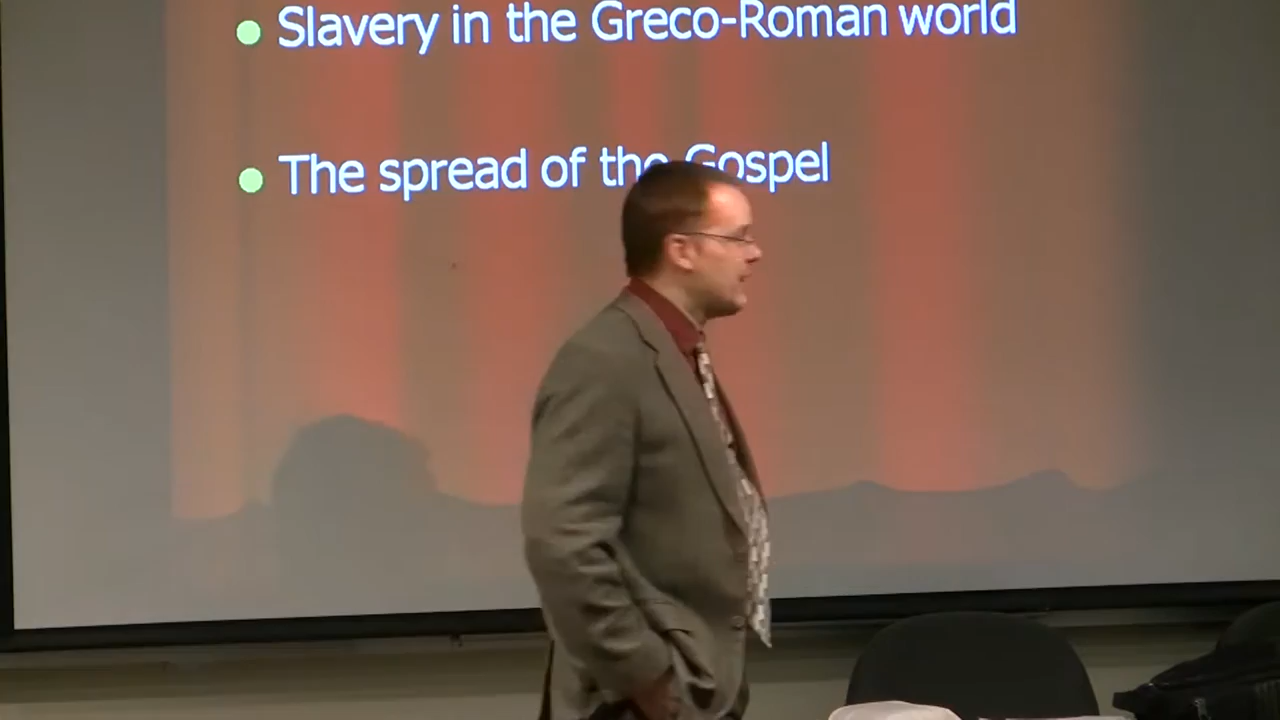 Slavery in the Greco-Roman world
The spread of the Gospel